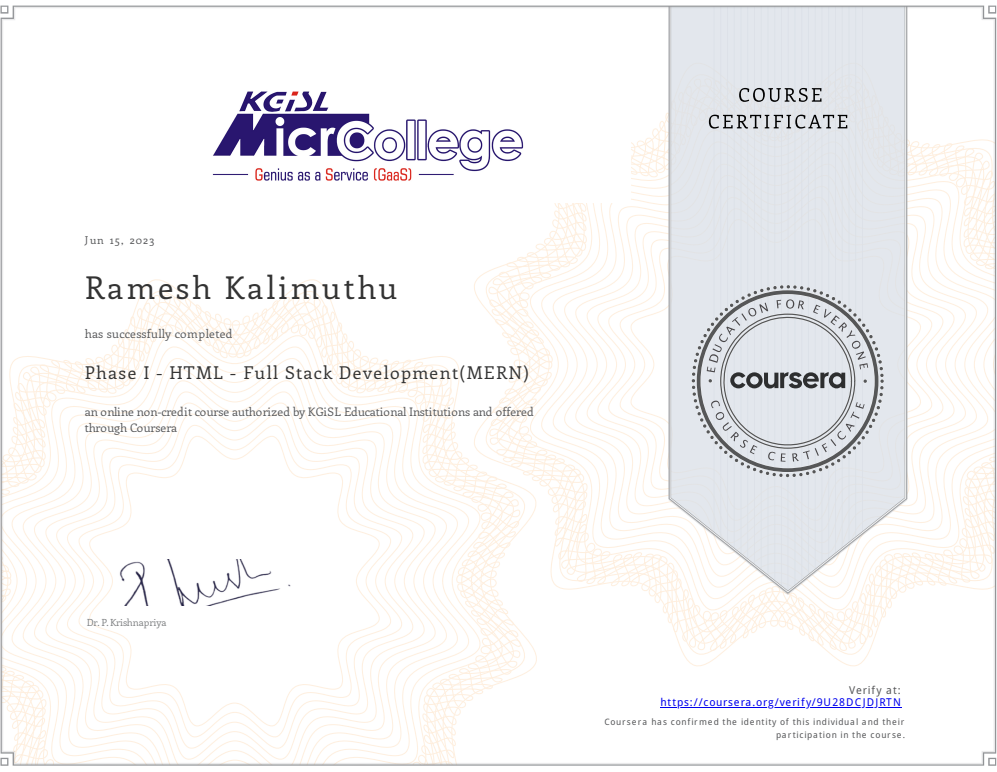 KGiSL
MicroCollege
Genius as a Service (GaaS)
COURSE
CERTIFICATE
Jun 15, 2023
Ramesh Kalimuthu
has successfully completed
Phase I - HTML - Full Stack Development(MERN)
an online non-credit course authorized by KGiSL Educational Institutions and offered
through Coursera
EDUCATION FOR EVERYONE
coursera
COURSE CERTIFICATE
Dr. P. Krishnapriya
Verify at:
https://coursera.org/verify/9U28DCJDJRTN
Coursera has confirmed the identity of this individual and their
participation in the course.